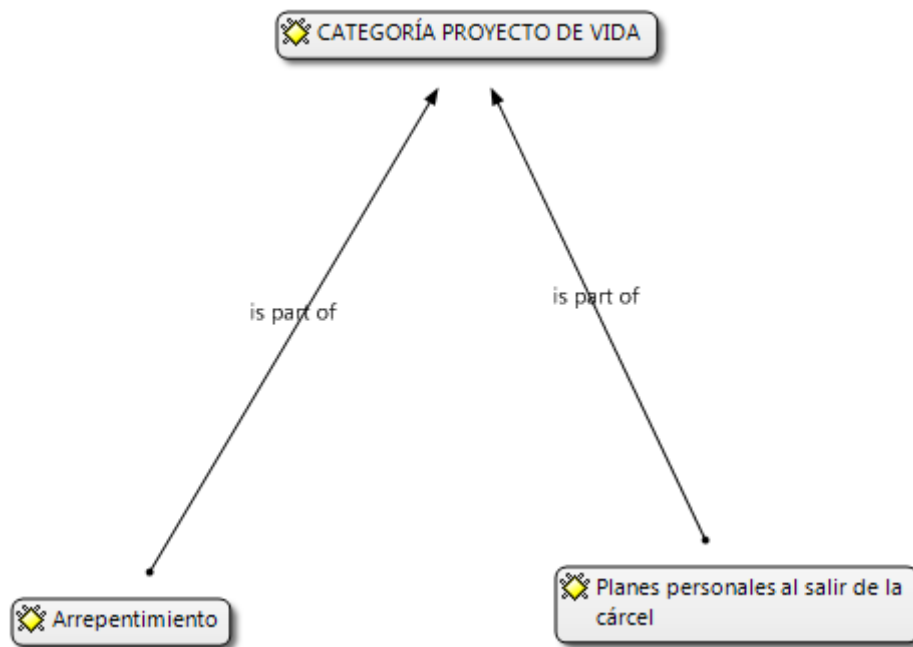 CATEGORÍA PROYECTO DE VIDA
is part of
is part of
Arrepentimiento
Planes personales al salir de la
cárcel